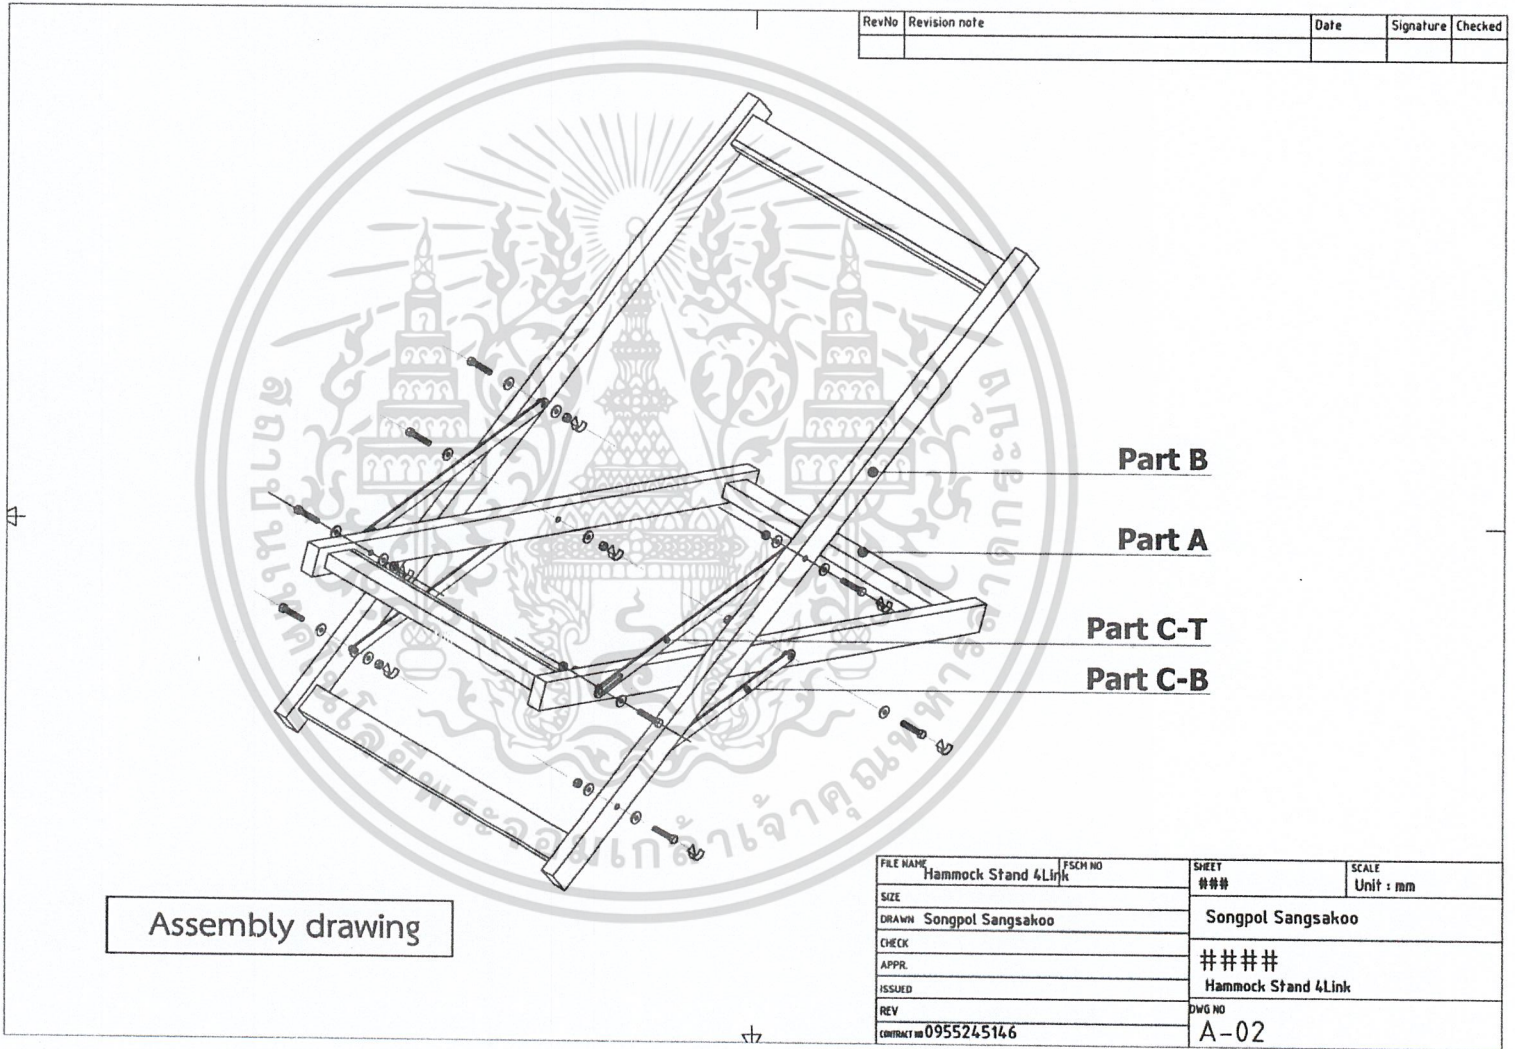 RevNo Revision note Date Signature Checked
Part B
Part A
Part C-T
Part C-B
Assembly drawing
FILE NAME Hammock Stand 4Link FSCM NO SHEET ### SCALE Unit : mm
SIZE
DRAWN Songpol Sangsakoo
Songpol Sangsakoo
CHECK
APPR.
ISSUED
####
Hammock Stand 4Link
REV
CONTRACT NO 0955245146
DWG NO
A-02